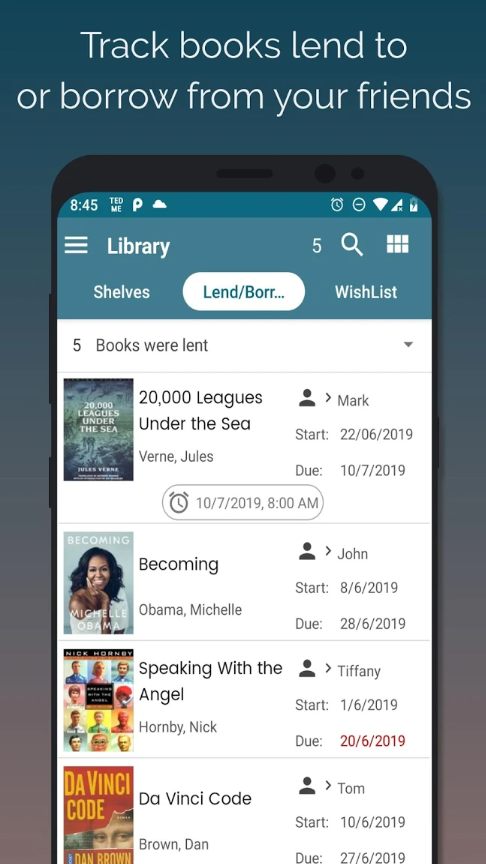 Track books lend to
or borrow from your friends
8:45
TED
ME
Library
5
Shelves
Lend/Borr...
WishList
5 Books were lent
20,000
LEAGUES
UNDER
THE SEA
JULES VERNE
20,000 Leagues
Under the Sea
Verne, Jules
> Mark
Start: 22/06/2019
Due: 10/7/2019
10/7/2019, 8:00 AM
BECOMING
MICHELLE
OBAMA
Becoming
Obama, Michelle
> John
Start: 8/6/2019
Due: 28/6/2019
NICK HORNBY
SPEAKING
WITH THE
ANGEL
Speaking With the
Angel
Hornby, Nick
> Tiffany
Start: 1/6/2019
Due: 20/6/2019
DA VINCI
CODE
DAN BROWN
Da Vinci Code
Brown, Dan
> Tom
Start: 10/6/2019
Due: 27/6/2019